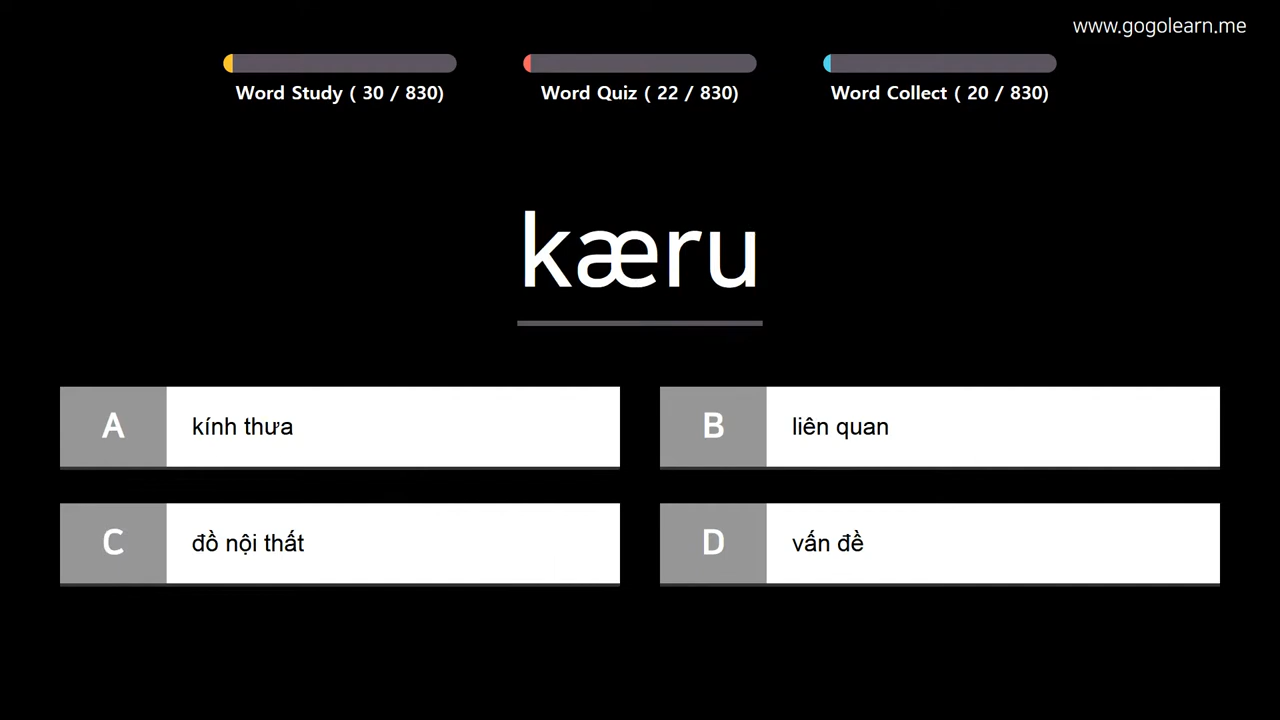 www.gogolearn.me
Word Study ( 30 / 830)
Word Quiz ( 22 / 830)
Word Collect ( 20 / 830)
kæru
A kính thưa
B liên quan
C đồ nội thất
D vấn đề